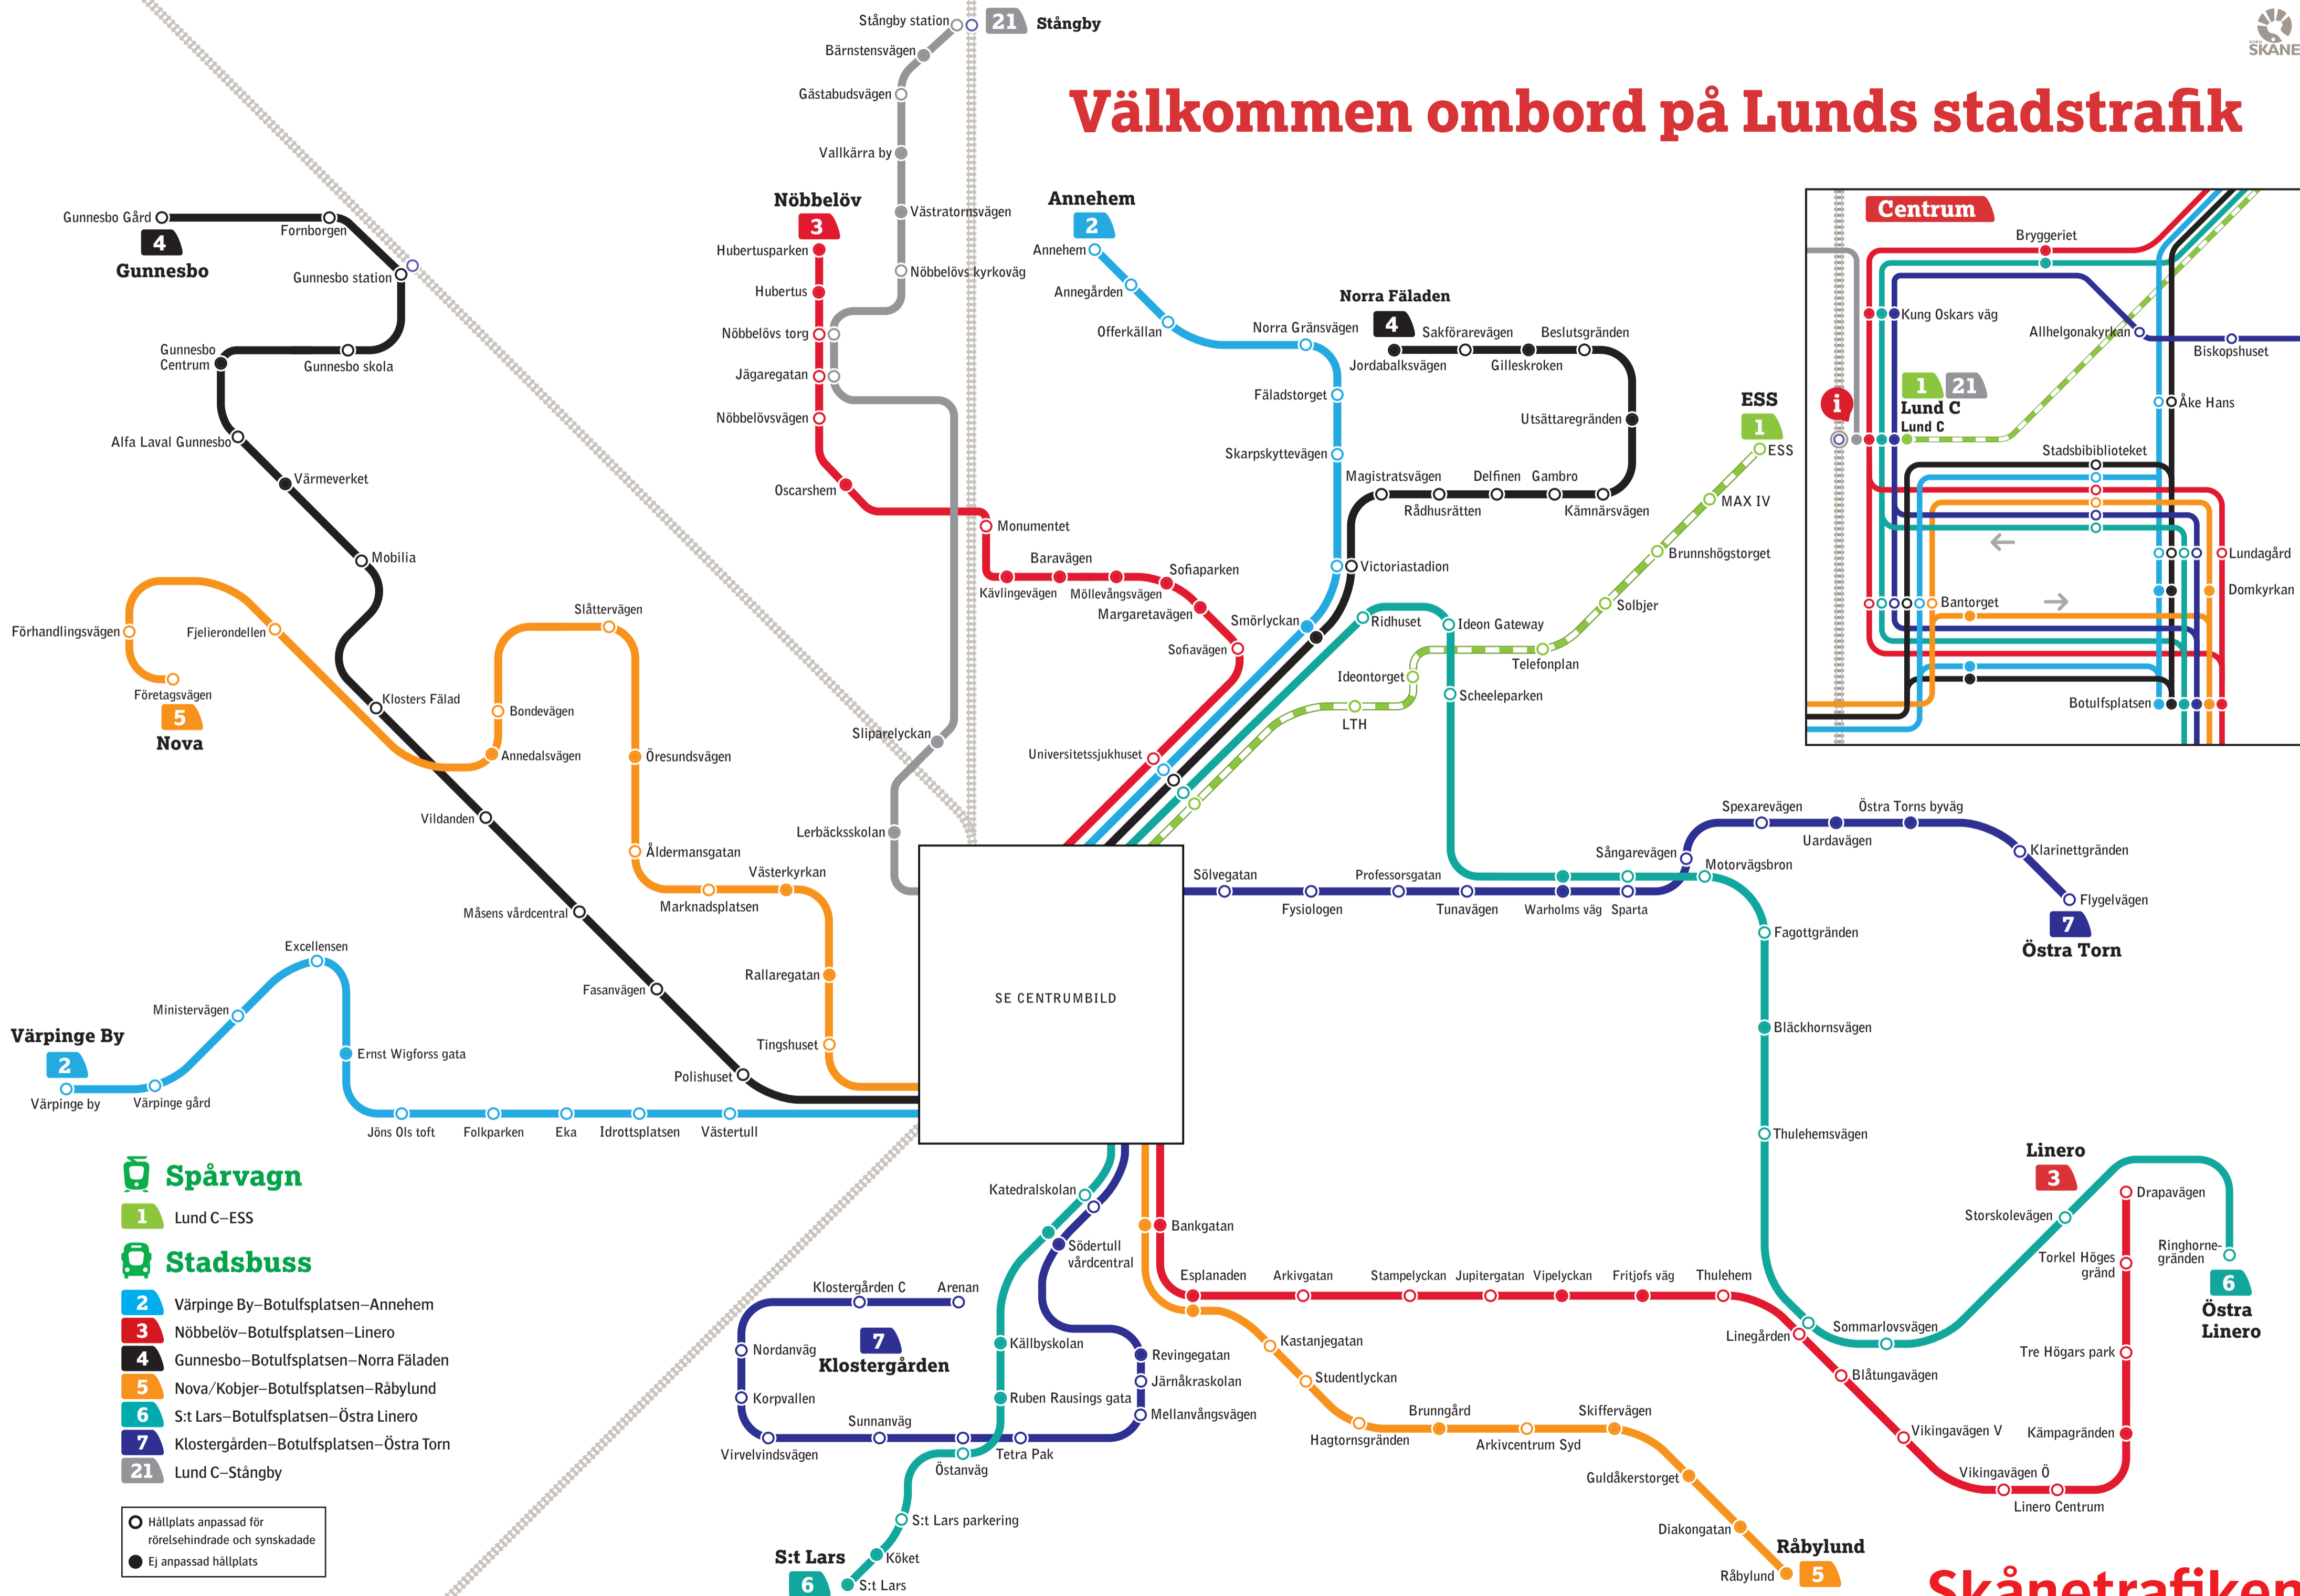 Välkommen ombord på Lunds stadstrafik
SKÅNE
Stångby station
21
Stångby
Bärnstensvägen
Gästabudsvägen
Vallkärra by
Västratornsvägen
Nöbbelövs kyrkoväg
Nöbbelöv
3
Hubertusparken
Hubertus
Nöbbelövs torg
Jägaregatan
Nöbbelövsvägen
Oscarshem
Monumentet
Kävlingevägen
Baravägen
Möllevångsvägen
Sofiaparken
Margaretavägen
Sofiavägen
Universitetssjukhuset
Sliparelyckan
Lerbäcksskolan
Annehem
2
Annehem
Annegården
Offerkällan
Norra Gränsvägen
Fäladstorget
Skarpskyttevägen
Victoriastadion
Smörlyckan
Norra Fäladen
4
Jordabalksvägen
Sakförarevägen
Gilleskroken
Beslutsgränden
Utsättaregränden
Magistratsvägen
Rådhusrätten
Delfinen
Gambro
Kämnärsvägen
ESS
1
ESS
MAX IV
Brunnshögstorget
Solbjer
Telefonplan
Ideontorget
LTH
Ridhuset
Ideon Gateway
Scheeleparken
Centrum
Bryggeriet
Kung Oskars väg
Allhelgonakyrkan
Biskopshuset
i
1
21
Lund C
Lund C
Åke Hans
Stadsbibiblioteket
Lundagård
Domkyrkan
Bantorget
Botulfsplatsen
Gunnesbo Gård
4
Gunnesbo
Fornborgen
Gunnesbo station
Gunnesbo
Centrum
Gunnesbo skola
Alfa Laval Gunnesbo
Värmeverket
Mobilia
Klosters Fälad
Vildanden
Måsens vårdcentral
Fasanvägen
Polishuset
Förhandlingsvägen
Fjelierondellen
Företagsvägen
5
Nova
Slåttervägen
Bondevägen
Annedalsvägen
Öresundsvägen
Åldermansgatan
Marknadsplatsen
Västerkyrkan
Rallaregatan
Tingshuset
Värpinge By
2
Värpinge by
Värpinge gård
Ministervägen
Excellensen
Ernst Wigforss gata
Jöns Ols toft
Folkparken
Eka
Idrottsplatsen
Västertull
SE CENTRUMBILD
Sölvegatan
Fysiologen
Professorsgatan
Tunavägen
Warholms väg
Sparta
Sångarevägen
Motorvägsbron
Spexarevägen
Uardavägen
Östra Torns byväg
Klarinettgränden
Flygelvägen
7
Östra Torn
Fagottgränden
Bläckhornsvägen
Thulehemsvägen
Sommarlovsvägen
Storskolevägen
Ringhorne-
gränden
6
Östra
Linero
Linero
3
Drapavägen
Torkel Höges
gränd
Tre Högars park
Kämpagränden
Linero Centrum
Vikingavägen Ö
Vikingavägen V
Blåtungavägen
Linegården
Thulehem
Fritjofs väg
Vipelyckan
Jupitergatan
Stampelyckan
Arkivgatan
Esplanaden
Bankgatan
Kastanjegatan
Studentlyckan
Hagtornsgränden
Brunngård
Arkivcentrum Syd
Skiffervägen
Guldåkerstorget
Diakongatan
Råbylund
Råbylund
5
Katedralskolan
Södertull
vårdcentral
Källbyskolan
Ruben Rausings gata
Revingegatan
Järnåkraskolan
Mellanvångsvägen
Tetra Pak
Östanväg
Sunnanväg
Virvelvindsvägen
Korpvallen
Nordanväg
Klostergården C
Arenan
7
Klostergården
S:t Lars parkering
Köket
S:t Lars
S:t Lars
6
Spårvagn
1 Lund C–ESS
Stadsbuss
2 Värpinge By–Botulfsplatsen–Annehem
3 Nöbbelöv–Botulfsplatsen–Linero
4 Gunnesbo–Botulfsplatsen–Norra Fäladen
5 Nova/Kobjer–Botulfsplatsen–Råbylund
6 S:t Lars–Botulfsplatsen–Östra Linero
7 Klostergården–Botulfsplatsen–Östra Torn
21 Lund C–Stångby
Hållplats anpassad för
rörelsehindrade och synskadade
Ej anpassad hållplats
Skånetrafiken